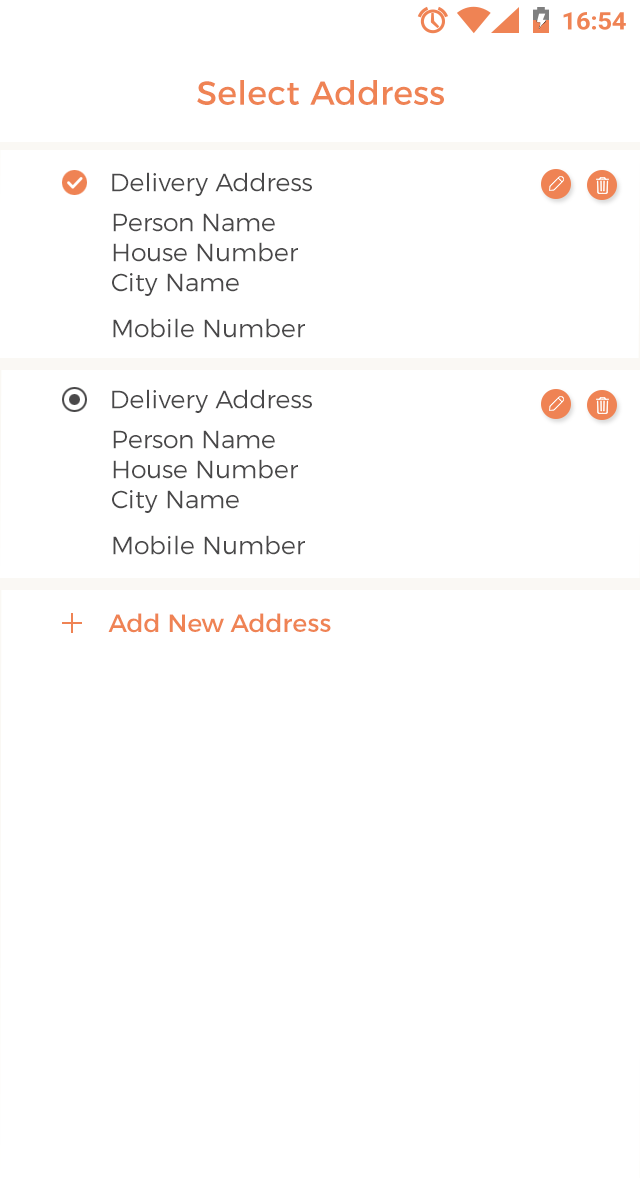 16:54
Select Address
Delivery Address
Person Name
House Number
City Name
Mobile Number
Delivery Address
Person Name
House Number
City Name
Mobile Number
Add New Address